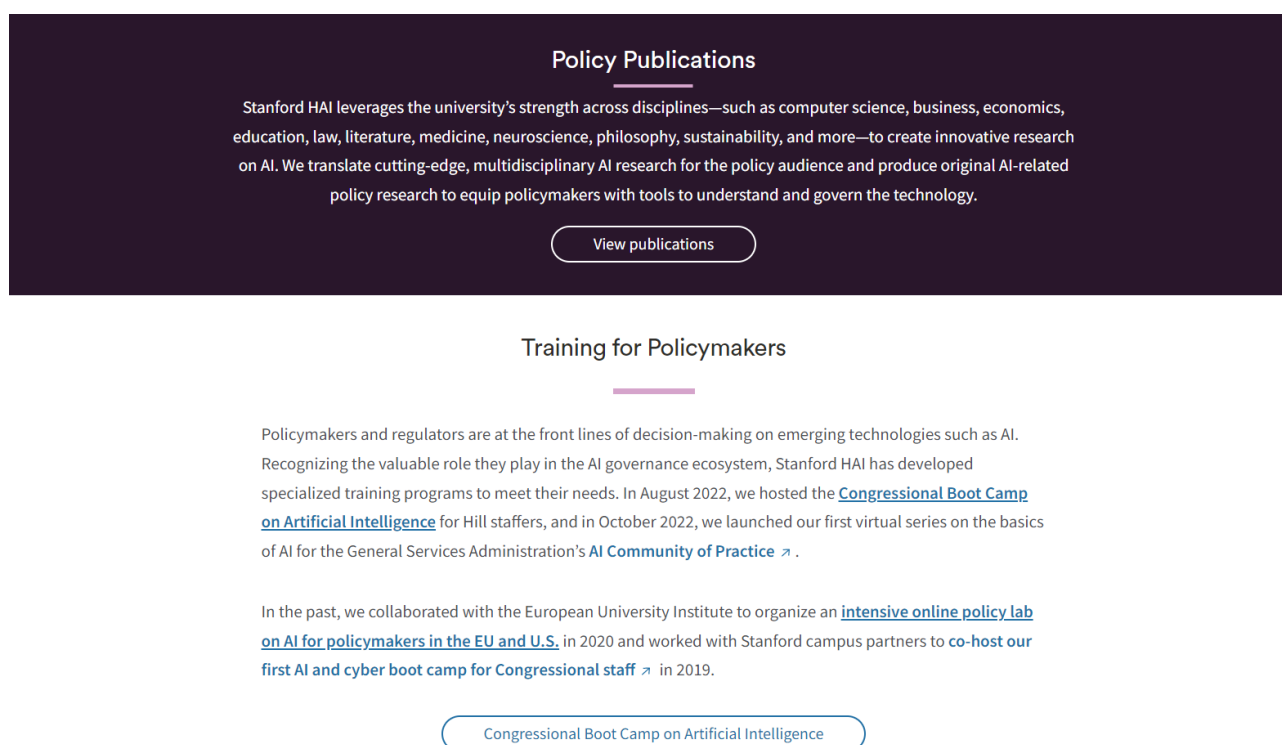 Policy Publications
Stanford HAI leverages the university’s strength across disciplines—such as computer science, business, economics,
education, law, literature, medicine, neuroscience, philosophy, sustainability, and more—to create innovative research
on AI. We translate cutting-edge, multidisciplinary AI research for the policy audience and produce original AI-related
policy research to equip policymakers with tools to understand and govern the technology.
View publications
Training for Policymakers
Policymakers and regulators are at the front lines of decision-making on emerging technologies such as AI.
Recognizing the valuable role they play in the AI governance ecosystem, Stanford HAI has developed
specialized training programs to meet their needs. In August 2022, we hosted the Congressional Boot Camp
on Artificial Intelligence for Hill staffers, and in October 2022, we launched our first virtual series on the basics
of AI for the General Services Administration’s AI Community of Practice ↗ .
In the past, we collaborated with the European University Institute to organize an intensive online policy lab
on AI for policymakers in the EU and U.S. in 2020 and worked with Stanford campus partners to co-host our
first AI and cyber boot camp for Congressional staff ↗ in 2019.
Congressional Boot Camp on Artificial Intelligence